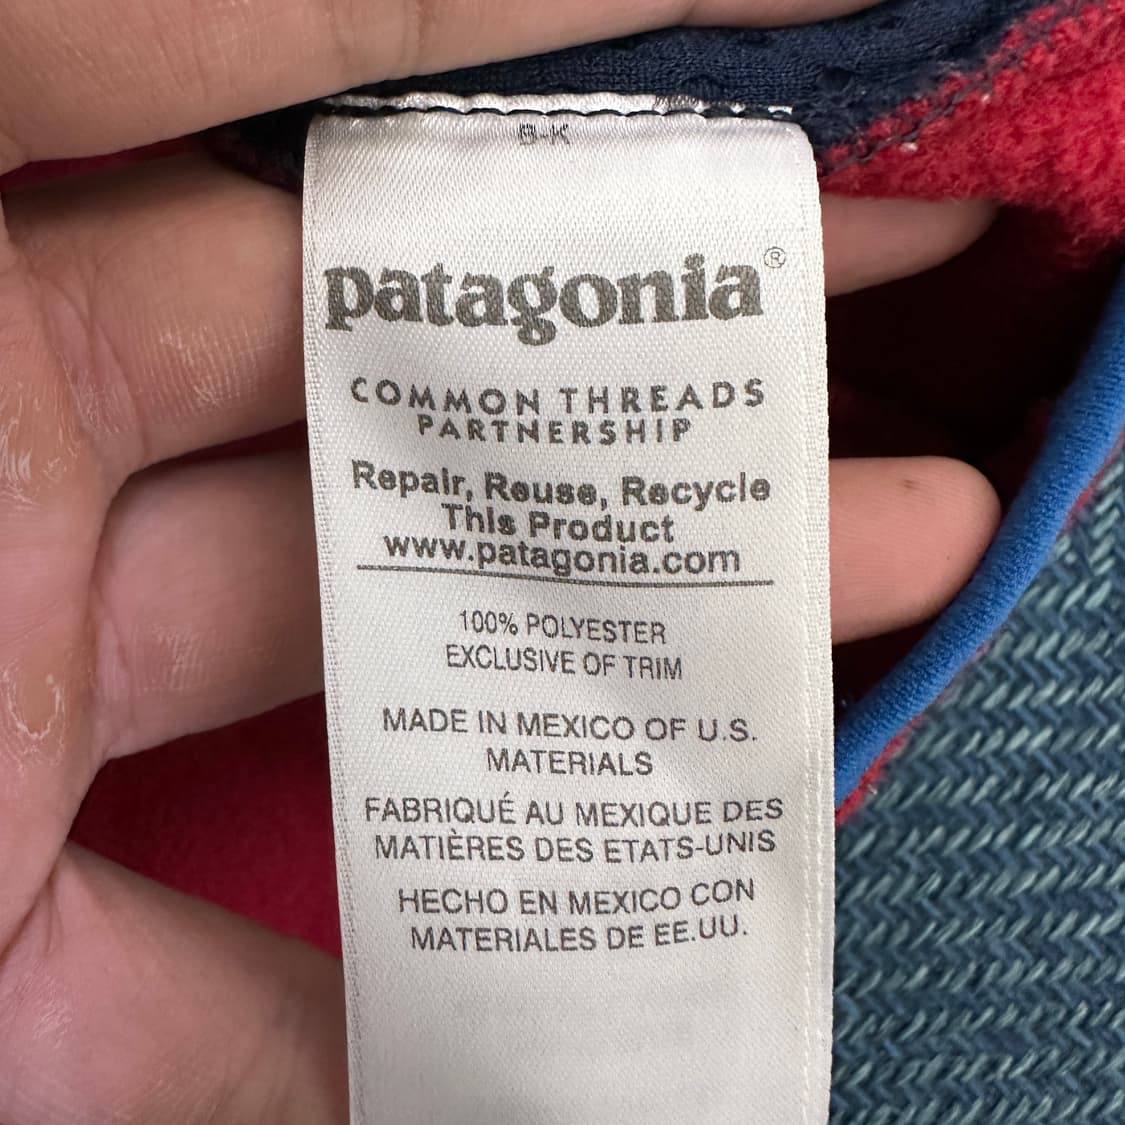 patagonia®
COMMON THREADS
PARTNERSHIP
Repair, Reuse, Recycle
This Product
www.patagonia.com
100% POLYESTER
EXCLUSIVE OF TRIM
MADE IN MEXICO OF U.S.
MATERIALS
FABRIQUÉ AU MEXIQUE DES
MATIÈRES DES ETATS-UNIS
HECHO EN MEXICO CON
MATERIALES DE EE.UU.